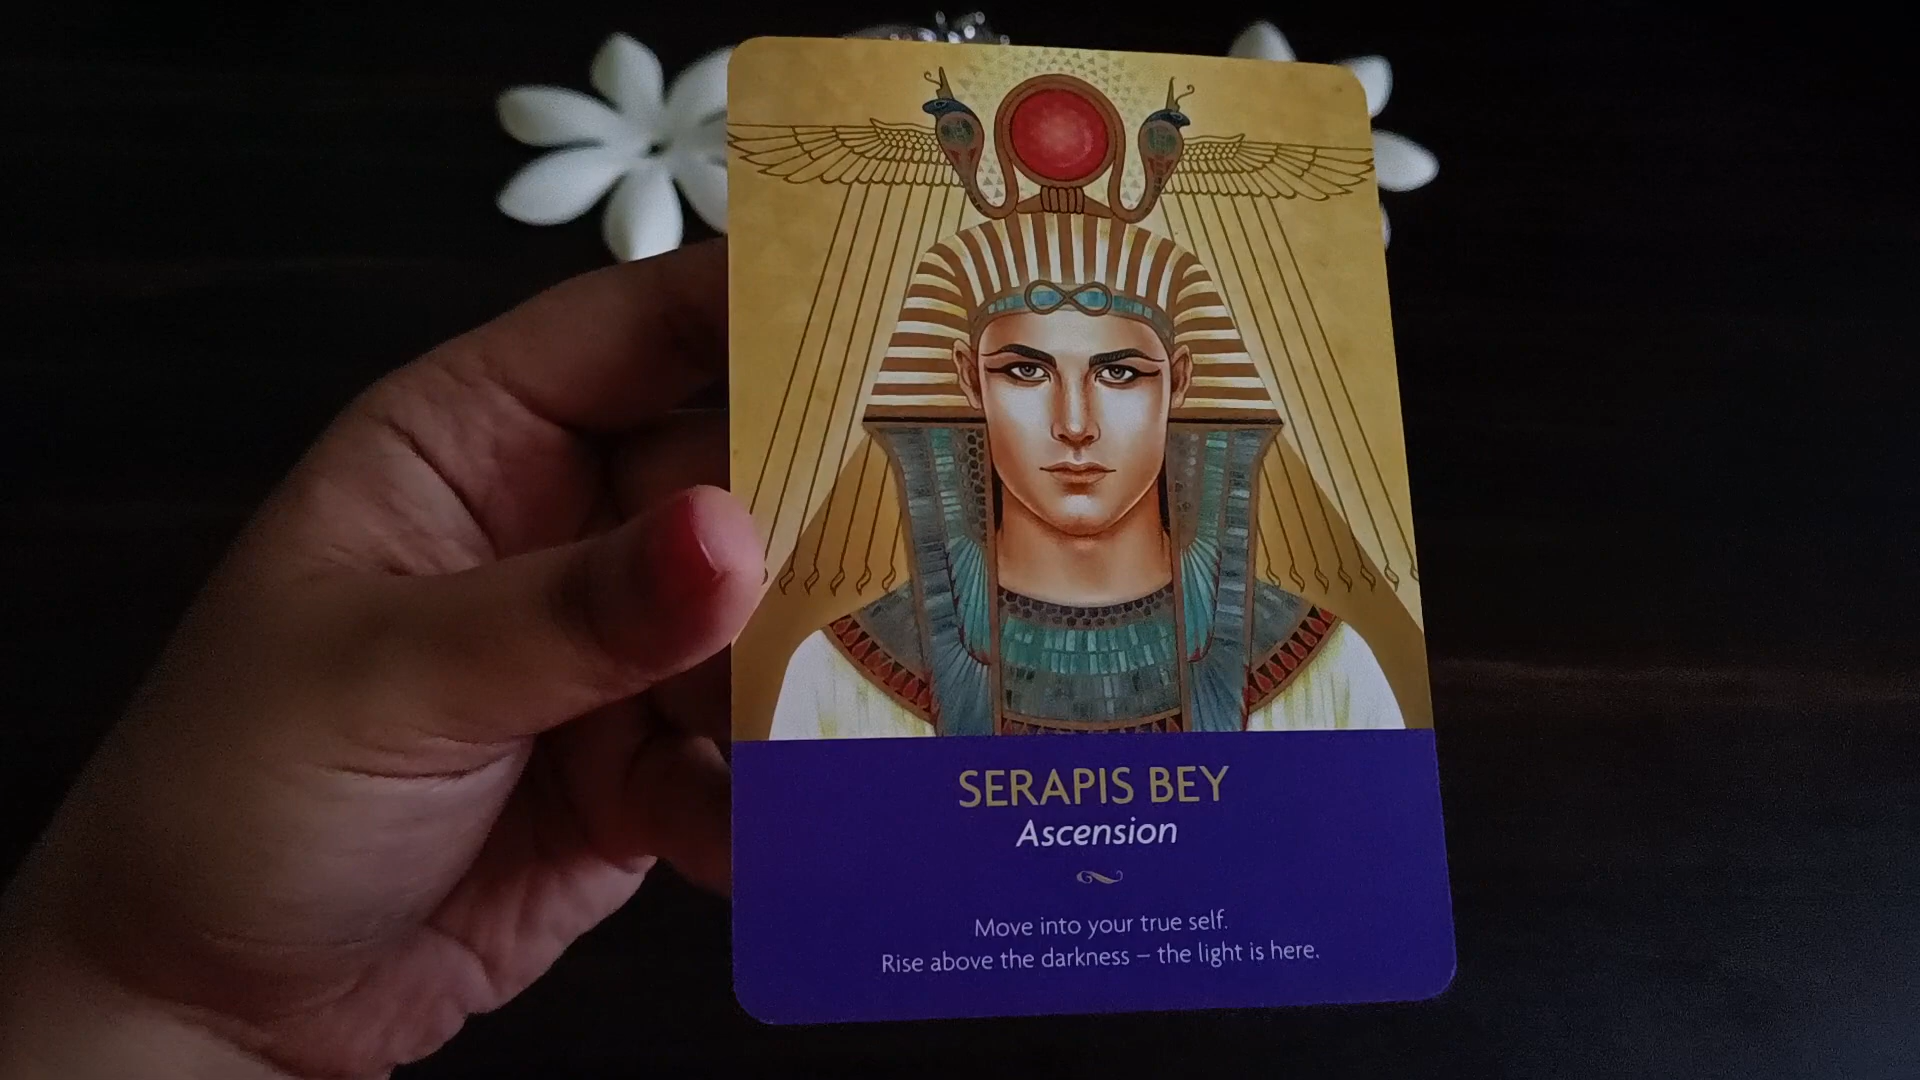 SERAPIS BEY
Ascension
Move into your true self.
Rise above the darkness – the light is here.